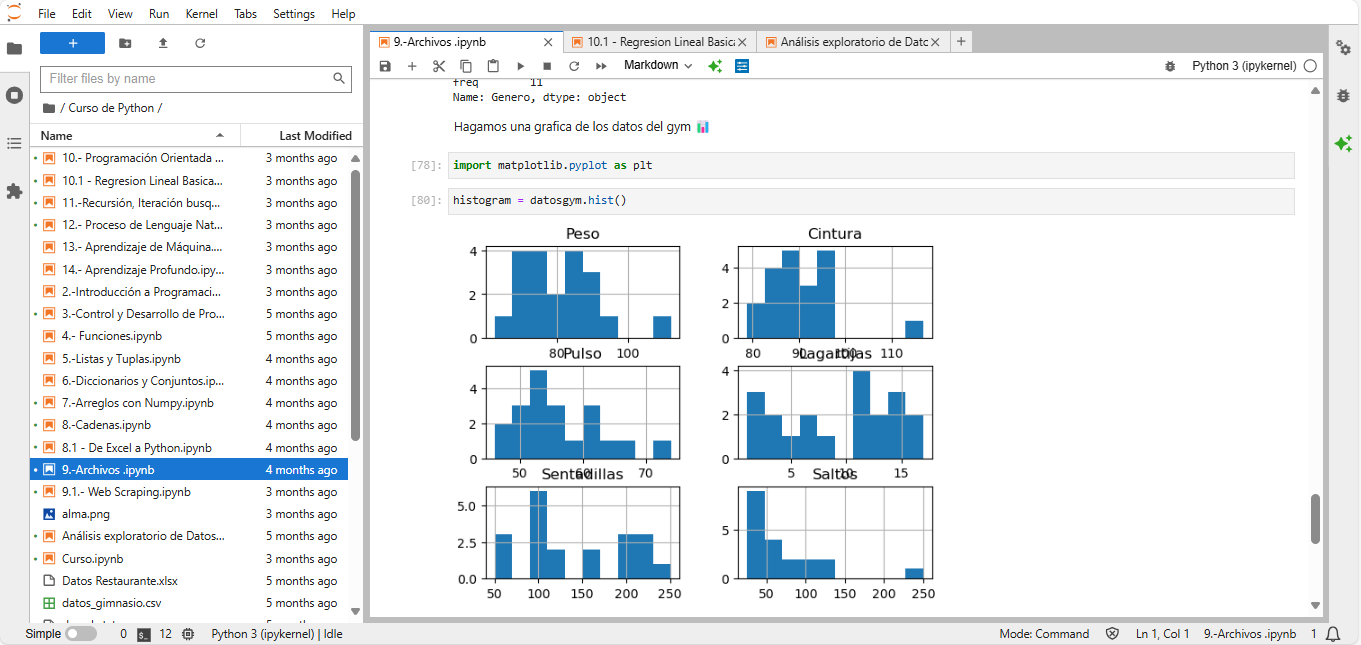 File Edit View Run Kernel Tabs Settings Help
+
Filter files by name
/ Curso de Python /
Name Last Modified
10.- Programación Orientada ... 3 months ago
10.1 - Regresion Lineal Basica... 3 months ago
11.-Recursión, Iteración busq... 3 months ago
12.- Proceso de Lenguaje Nat... 3 months ago
13.- Aprendizaje de Máquina.... 3 months ago
14.- Aprendizaje Profundo.ipy... 3 months ago
2.-Introducción a Programaci... 3 months ago
3.-Control y Desarrollo de Pro... 5 months ago
4.- Funciones.ipynb 5 months ago
5.-Listas y Tuplas.ipynb 4 months ago
6.-Diccionarios y Conjuntos.ip... 4 months ago
7.-Arreglos con Numpy.ipynb 4 months ago
8.-Cadenas.ipynb 4 months ago
8.1 - De Excel a Python.ipynb 4 months ago
9.-Archivos .ipynb 4 months ago
9.1.- Web Scraping.ipynb 3 months ago
alma.png 3 months ago
Análisis exploratorio de Datos... 5 months ago
Curso.ipynb 3 months ago
Datos Restaurante.xlsx 5 months ago
datos_gimnasio.csv 5 months ago
9.-Archivos .ipynb
10.1 - Regresion Lineal Basica
Análisis exploratorio de Datc
+
Markdown
Python 3 (ipykernel)
freq 11
Name: Genero, dtype: object
Hagamos una grafica de los datos del gym
[78]: import matplotlib.pyplot as plt
[80]: histogram = datosgym.hist()
Peso
4
2
0
80 100
Cintura
4
2
0
80 90 100 110
Pulso
4
2
0
50 60 70
Lagartijas
4
2
0
5 10 15
Sentadillas
5.0
2.5
0.0
50 100 150 200 250
Saltos
5
0
50 100 150 200 250
Simple 0 $_ 12 Python 3 (ipykernel) | Idle
Mode: Command Ln 1, Col 1 9.-Archivos .ipynb 1